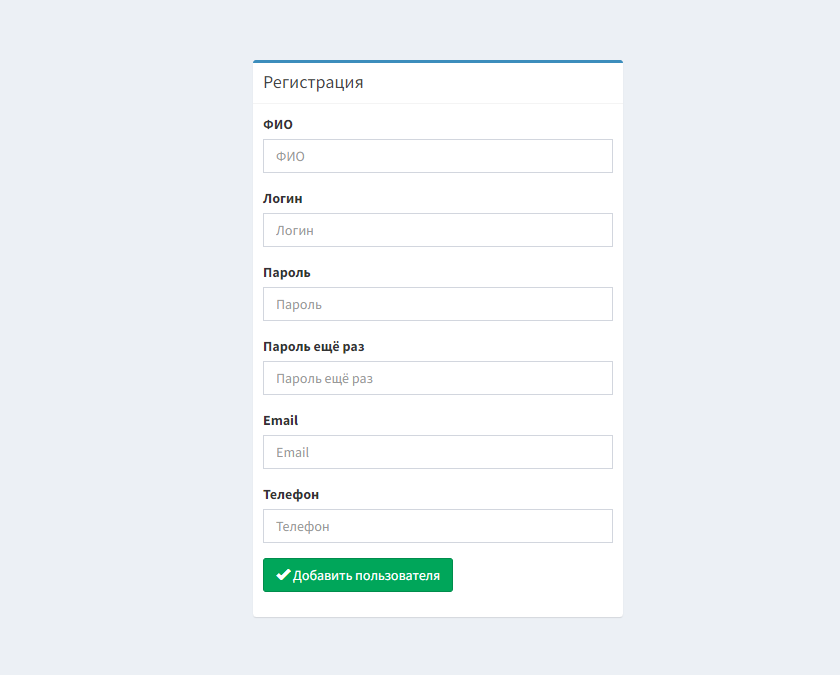 Регистрация
ФИО
ФИО
Логин
Логин
Пароль
Пароль
Пароль ещё раз
Пароль ещё раз
Email
Email
Телефон
Телефон
Добавить пользователя